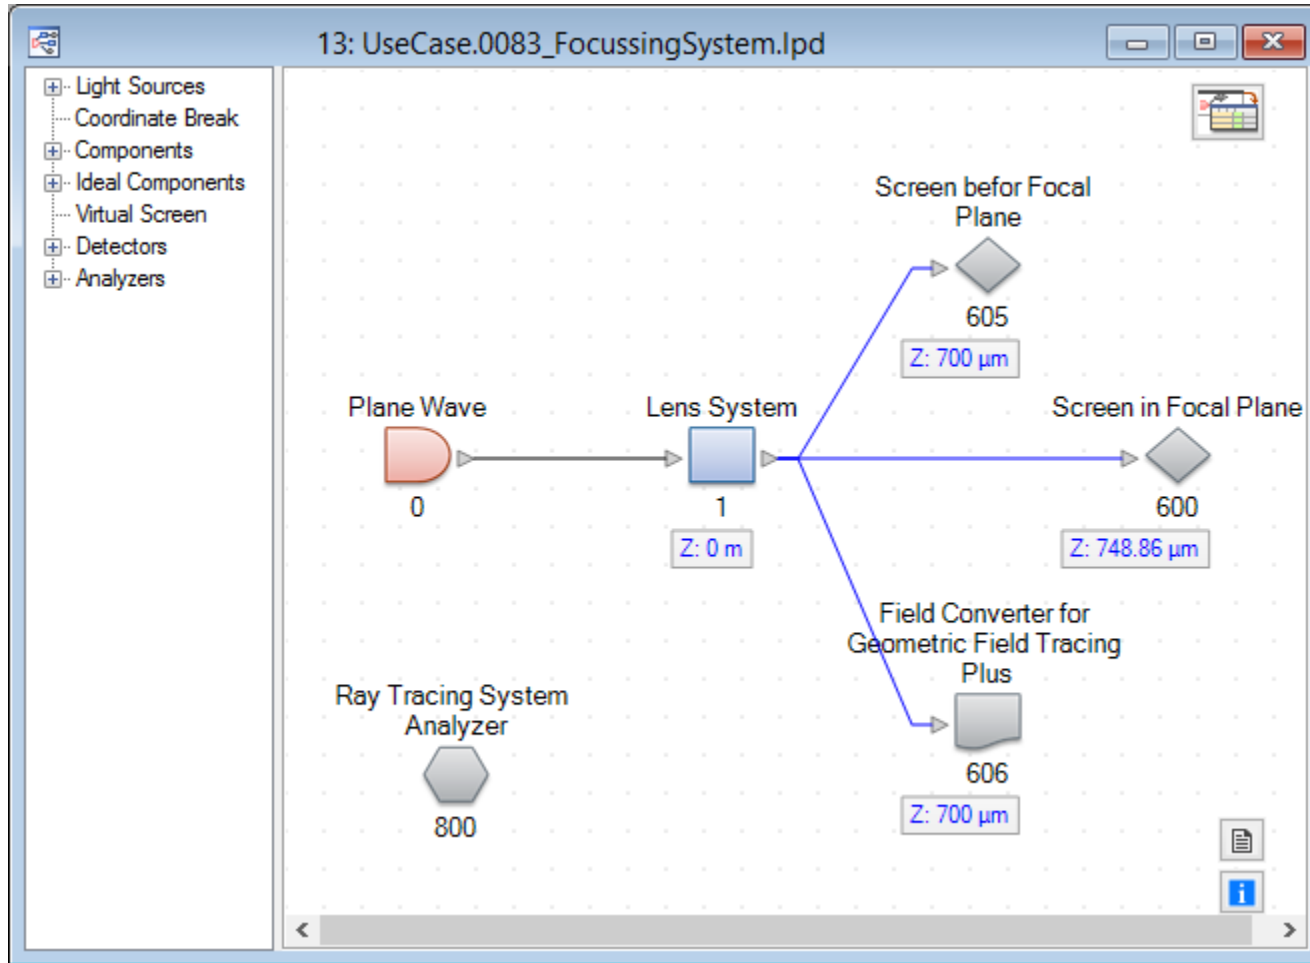 13: UseCase.0083_FocussingSystem.lpd
Light Sources
Coordinate Break
Components
Ideal Components
Virtual Screen
Detectors
Analyzers
Screen befor Focal
Plane
605
Z: 700 µm
Plane Wave
0
Lens System
1
Z: 0 m
Screen in Focal Plane
600
Z: 748.86 µm
Field Converter for
Geometric Field Tracing
Plus
606
Z: 700 µm
Ray Tracing System
Analyzer
800